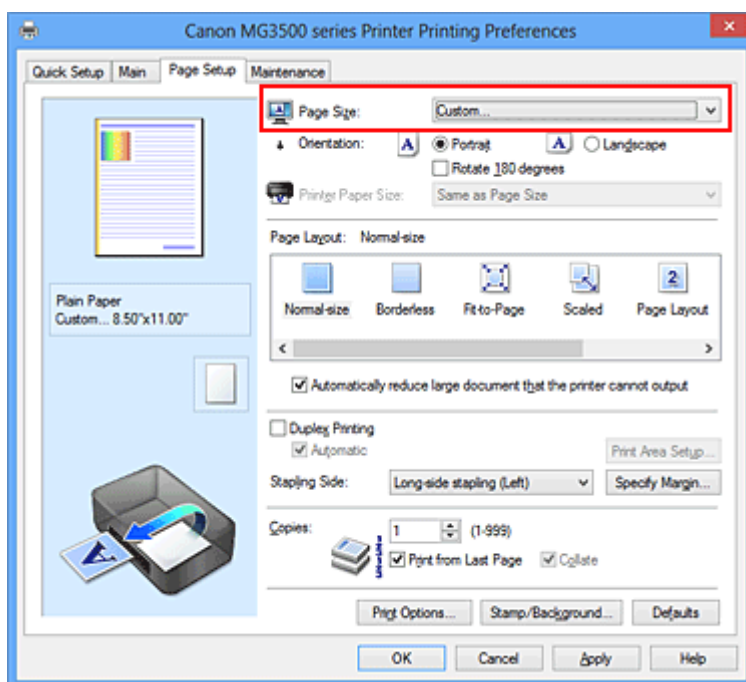 Canon MG3500 series Printer Printing Preferences
Quick Setup Main Page Setup Maintenance
Page Size: Custom...
Orientation: A Portrait A Landscape
Rotate 180 degrees
Printer Paper Size: Same as Page Size
Page Layout: Normal-size
2
Normal-size Borderless Fit-to-Page Scaled Page Layout
Plain Paper
Custom... 8.50"x11.00"
Automatically reduce large document that the printer cannot output
Duplex Printing
Automatic
Print Area Setup...
Stapling Side: Long-side stapling (Left) Specify Margin...
Copies: 1 (1-999)
Print from Last Page Collate
A
Print Options... Stamp/Background... Defaults
OK Cancel Apply Help